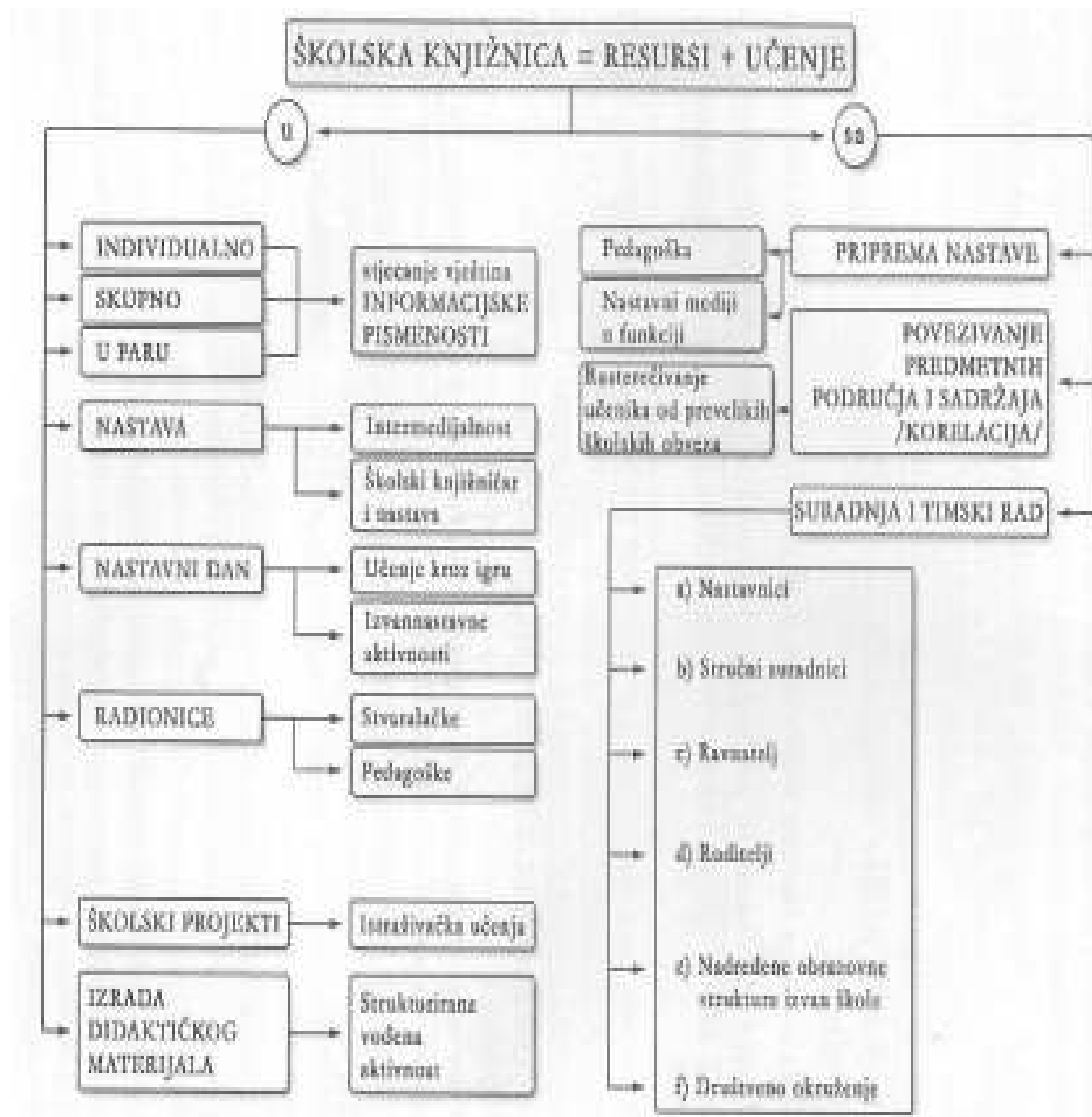 ŠKOLSKA KNJIŽNICA = RESURSI + UČENJE
U
sa
INDIVIDUALNO
SKUPNO
U PARU
stjecanje vještina
INFORMACIJSKE
PISMENOSTI
NASTAVA
Intermedijalnost
Školski knjižničar
i nastava
NASTAVNI DAN
Učenje kroz igru
Izvannastavne
aktivnosti
RADIONICE
Stvaralačke
Pedagoške
ŠKOLSKI PROJEKTI
Istraživačka učenja
IZRADA
DIDAKTIČKOG
MATERIJALA
Strukturirana
vođena
aktivnost
PRIPREMA NASTAVE
Pedagoška
Nastavni mediji
u funkciji
POVEZIVANJE
PREDMETNIH
PODRUČJA I SADRŽAJA
/KORELACIJA/
Rasterećivanje
učenika od prevelikih
školskih obveza
SURADNJA I TIMSKI RAD
a) Nastavnici
b) Stručni suradnici
c) Ravnatelj
d) Roditelji
e) Nadređene obrazovne
strukture izvan škole
f) Društveno okruženje